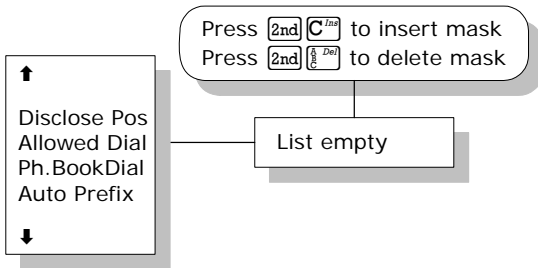 Press 2nd C Ins to insert mask
Press 2nd A B C Del to delete mask
Disclose Pos
Allowed Dial
Ph.BookDial
Auto Prefix
List empty